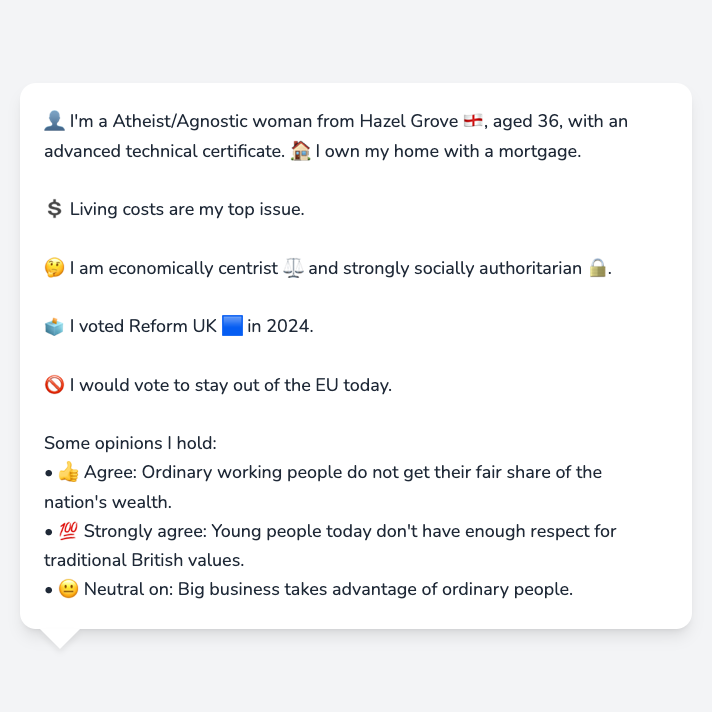 👤 I'm a Atheist/Agnostic woman from Hazel Grove 🏴󠁧󠁢󠁥󠁮󠁧󠁿, aged 36, with an
advanced technical certificate. 🏠 I own my home with a mortgage.
💲 Living costs are my top issue.
🤔 I am economically centrist ⚖️ and strongly socially authoritarian 🔒.
🗳️ I voted Reform UK 🟦 in 2024.
🚫 I would vote to stay out of the EU today.
Some opinions I hold:
• 👍 Agree: Ordinary working people do not get their fair share of the
nation's wealth.
• 💯 Strongly agree: Young people today don't have enough respect for
traditional British values.
• 😐 Neutral on: Big business takes advantage of ordinary people.